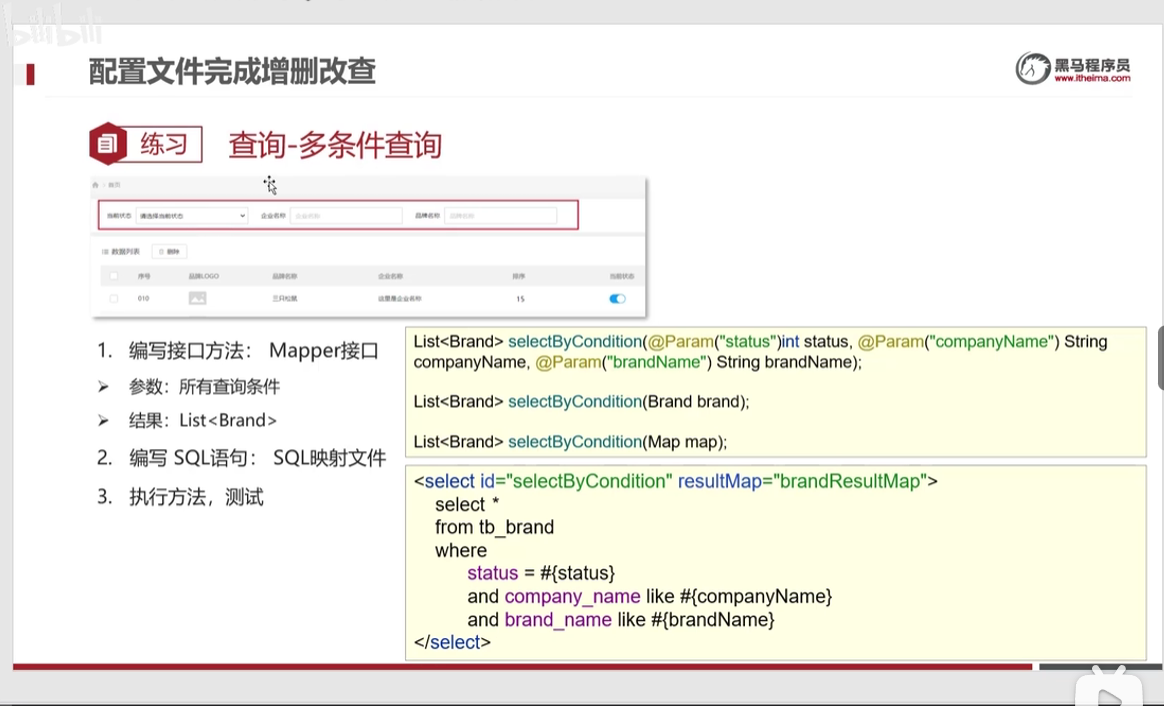 bilibili
配置文件完成增删改查
黑马程序员
www.itheima.com
练习
查询-多条件查询
首页
当前状态 请选择当前状态 企业名称 企业名称 品牌名称 品牌名称
数据列表 删除
序号 品牌LOGO 品牌名称 企业名称 排序 当前状态
010 三只松鼠 这里是企业名称 15
1. 编写接口方法： Mapper接口
➢ 参数：所有查询条件
➢ 结果：List<Brand>
2. 编写 SQL语句： SQL映射文件
3. 执行方法，测试
List<Brand> selectByCondition(@Param("status")int status, @Param("companyName") String
companyName, @Param("brandName") String brandName);
List<Brand> selectByCondition(Brand brand);
List<Brand> selectByCondition(Map map);
<select id="selectByCondition" resultMap="brandResultMap">
select *
from tb_brand
where
status = #{status}
and company_name like #{companyName}
and brand_name like #{brandName}
</select>